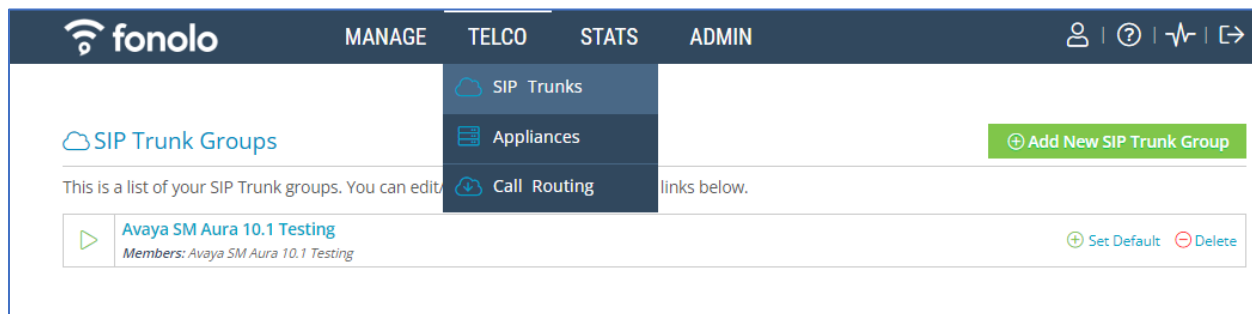 fonolo MANAGE TELCO STATS ADMIN
SIP Trunks
Appliances
Call Routing
SIP Trunk Groups
Add New SIP Trunk Group
This is a list of your SIP Trunk groups. You can edit/ links below.
Avaya SM Aura 10.1 Testing
Members: Avaya SM Aura 10.1 Testing
Set Default Delete